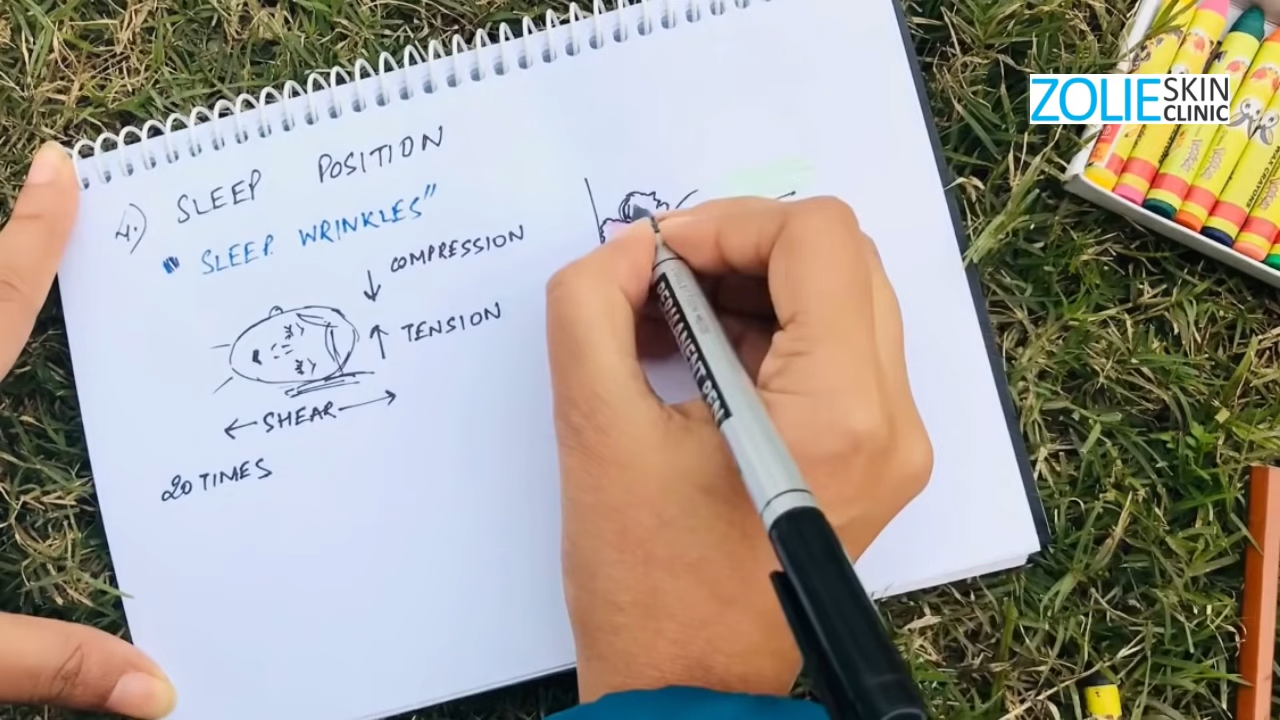 4.) SLEEP POSITION
SLEEP WRINKLES"
COMPRESSION
TENSION
←SHEAR→
20 TIMES
PERMANENT PEN
ZOLIE SKIN CLINIC